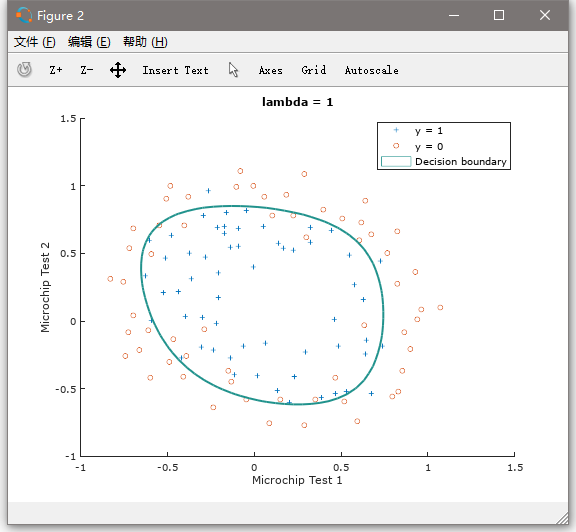 Figure 2
文件 (F) 编辑 (E) 帮助 (H)
Z+ Z- Insert Text Axes Grid Autoscale
lambda = 1
y = 1
y = 0
Decision boundary
1.5
1
0.5
0
-0.5
-1
Microchip Test 2
-1 -0.5 0 0.5 1 1.5
Microchip Test 1